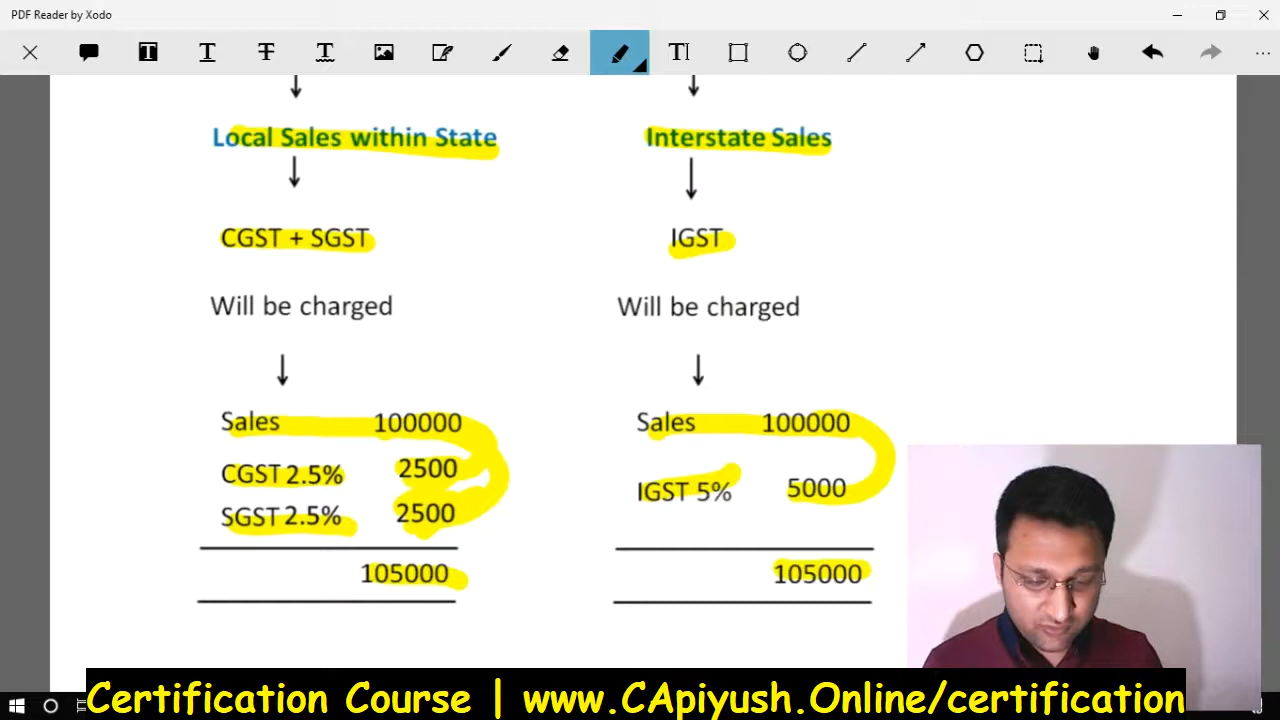 PDF Reader by Xodo
Local Sales within State
CGST + SGST
Will be charged
Sales 100000
CGST 2.5% 2500
SGST 2.5% 2500
105000
Interstate Sales
IGST
Will be charged
Sales 100000
IGST 5% 5000
105000
Certification Course | www.CApiyush.Online/certification